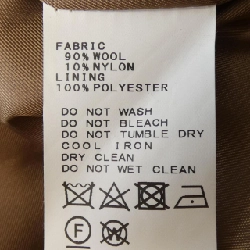 FABRIC
90%WOOL
10%NYLON
LINING
100%POLYESTER
DO NOT WASH
DO NOT BLEACH
DO NOT TUMBLE DRY
COOL IRON
DRY CLEAN
DO NOT WET CLEAN
F W